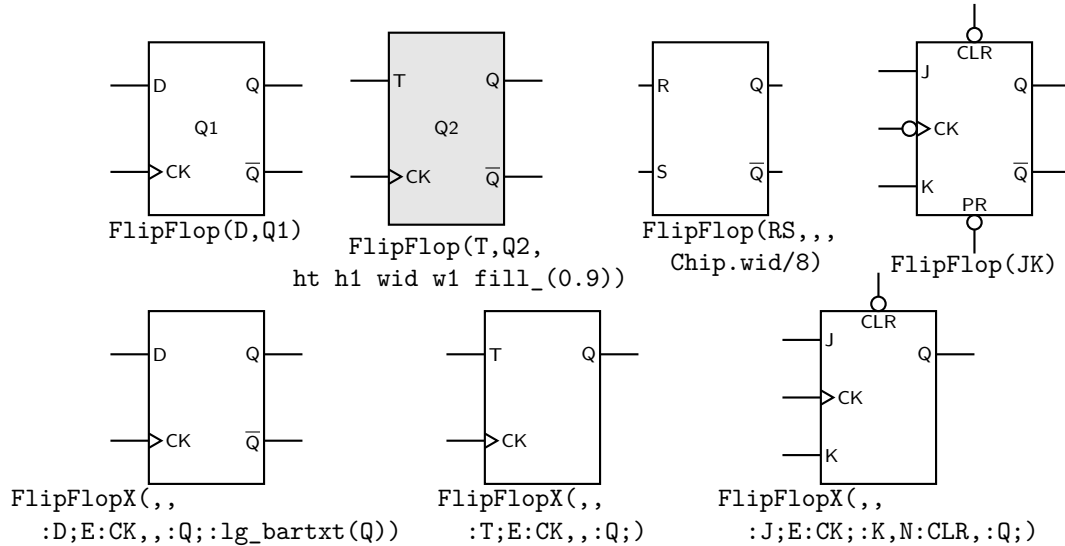 CLR
D Q
T Q
R Q
J Q
Q1
Q2
CK
CK Q
CK Q
S Q
K Q
PR
FlipFlop(D,Q1)
FlipFlop(T,Q2,
ht h1 wid w1 fill_(0.9))
FlipFlop(RS,,,
Chip.wid/8)
FlipFlop(JK)
CLR
D Q
T Q
J Q
CK
CK Q
CK
K
FlipFlopX(,,
:D;E:CK,,:Q;:lg_bartxt(Q))
FlipFlopX(,,
:T;E:CK,,:Q;)
FlipFlopX(,,
:J;E:CK;:K,N:CLR,:Q;)